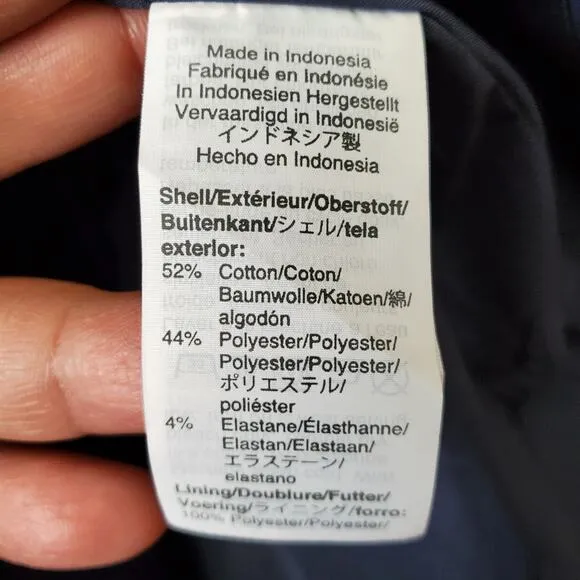 Made in Indonesia
Fabriqué en Indonésie
In Indonesien Hergestellt
Vervaardigd in Indonesië
インドネシア製
Hecho en Indonesia
Shell/Extérieur/Oberstoff/
Buitenkant/シェル/tela
exterior:
52% Cotton/Coton/
Baumwolle/Katoen/綿/
algodón
44% Polyester/Polyester/
Polyester/Polyester/
ポリエステル/
poliéster
4% Elastane/Élasthanne/
Elastan/Elastaan/
エラステーン/
elastano
Lining/Doublure/Futter/
Voering/ライニング/forro:
100% Polyester/Polyester/